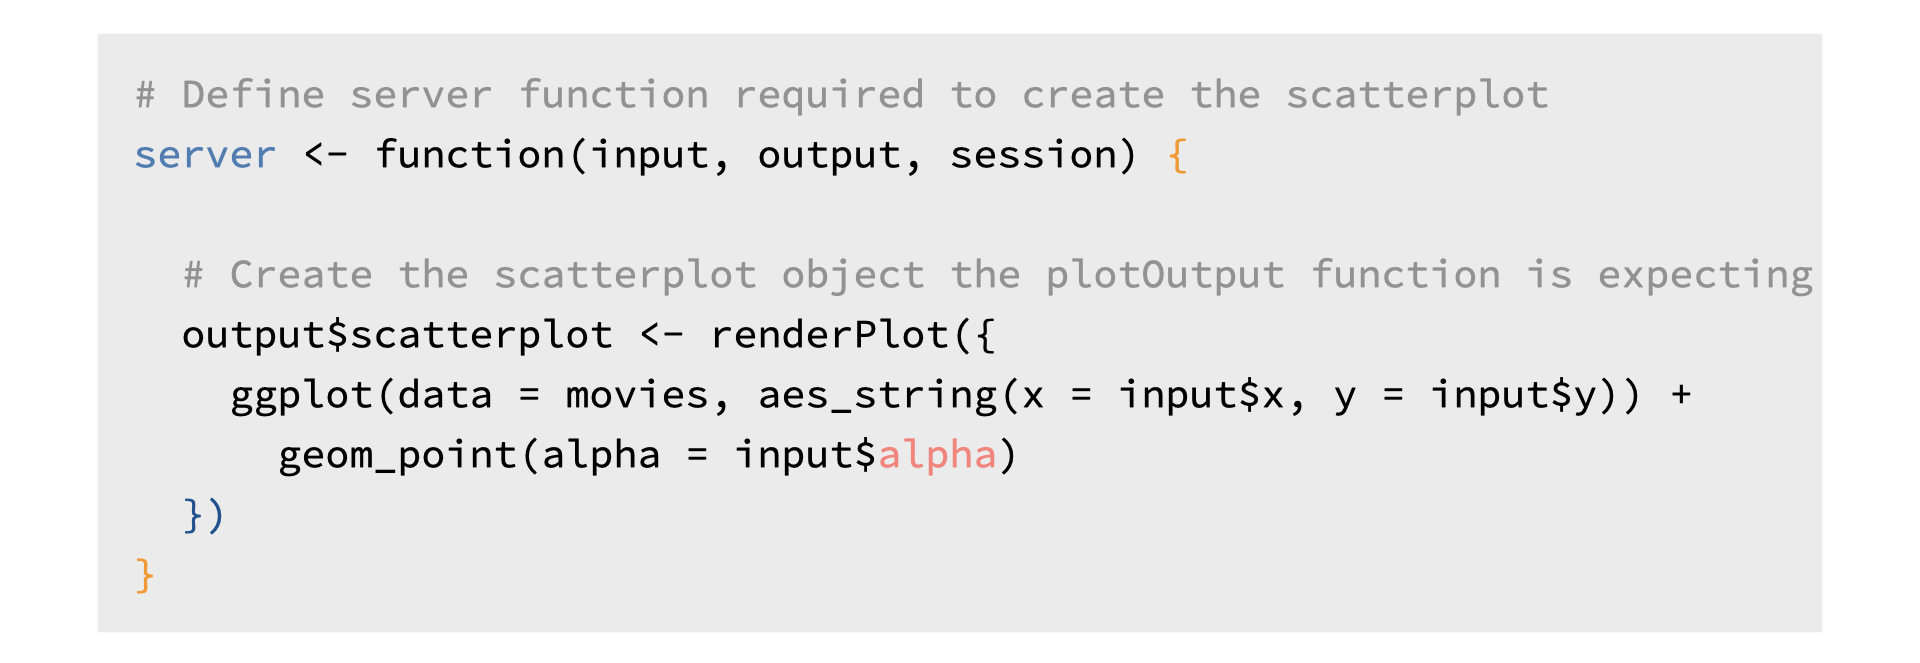 # Define server function required to create the scatterplot
server <- function(input, output, session) {
  # Create the scatterplot object the plotOutput function is expecting
  output$scatterplot <- renderPlot({
    ggplot(data = movies, aes_string(x = input$x, y = input$y)) +
      geom_point(alpha = input$alpha)
  })
}